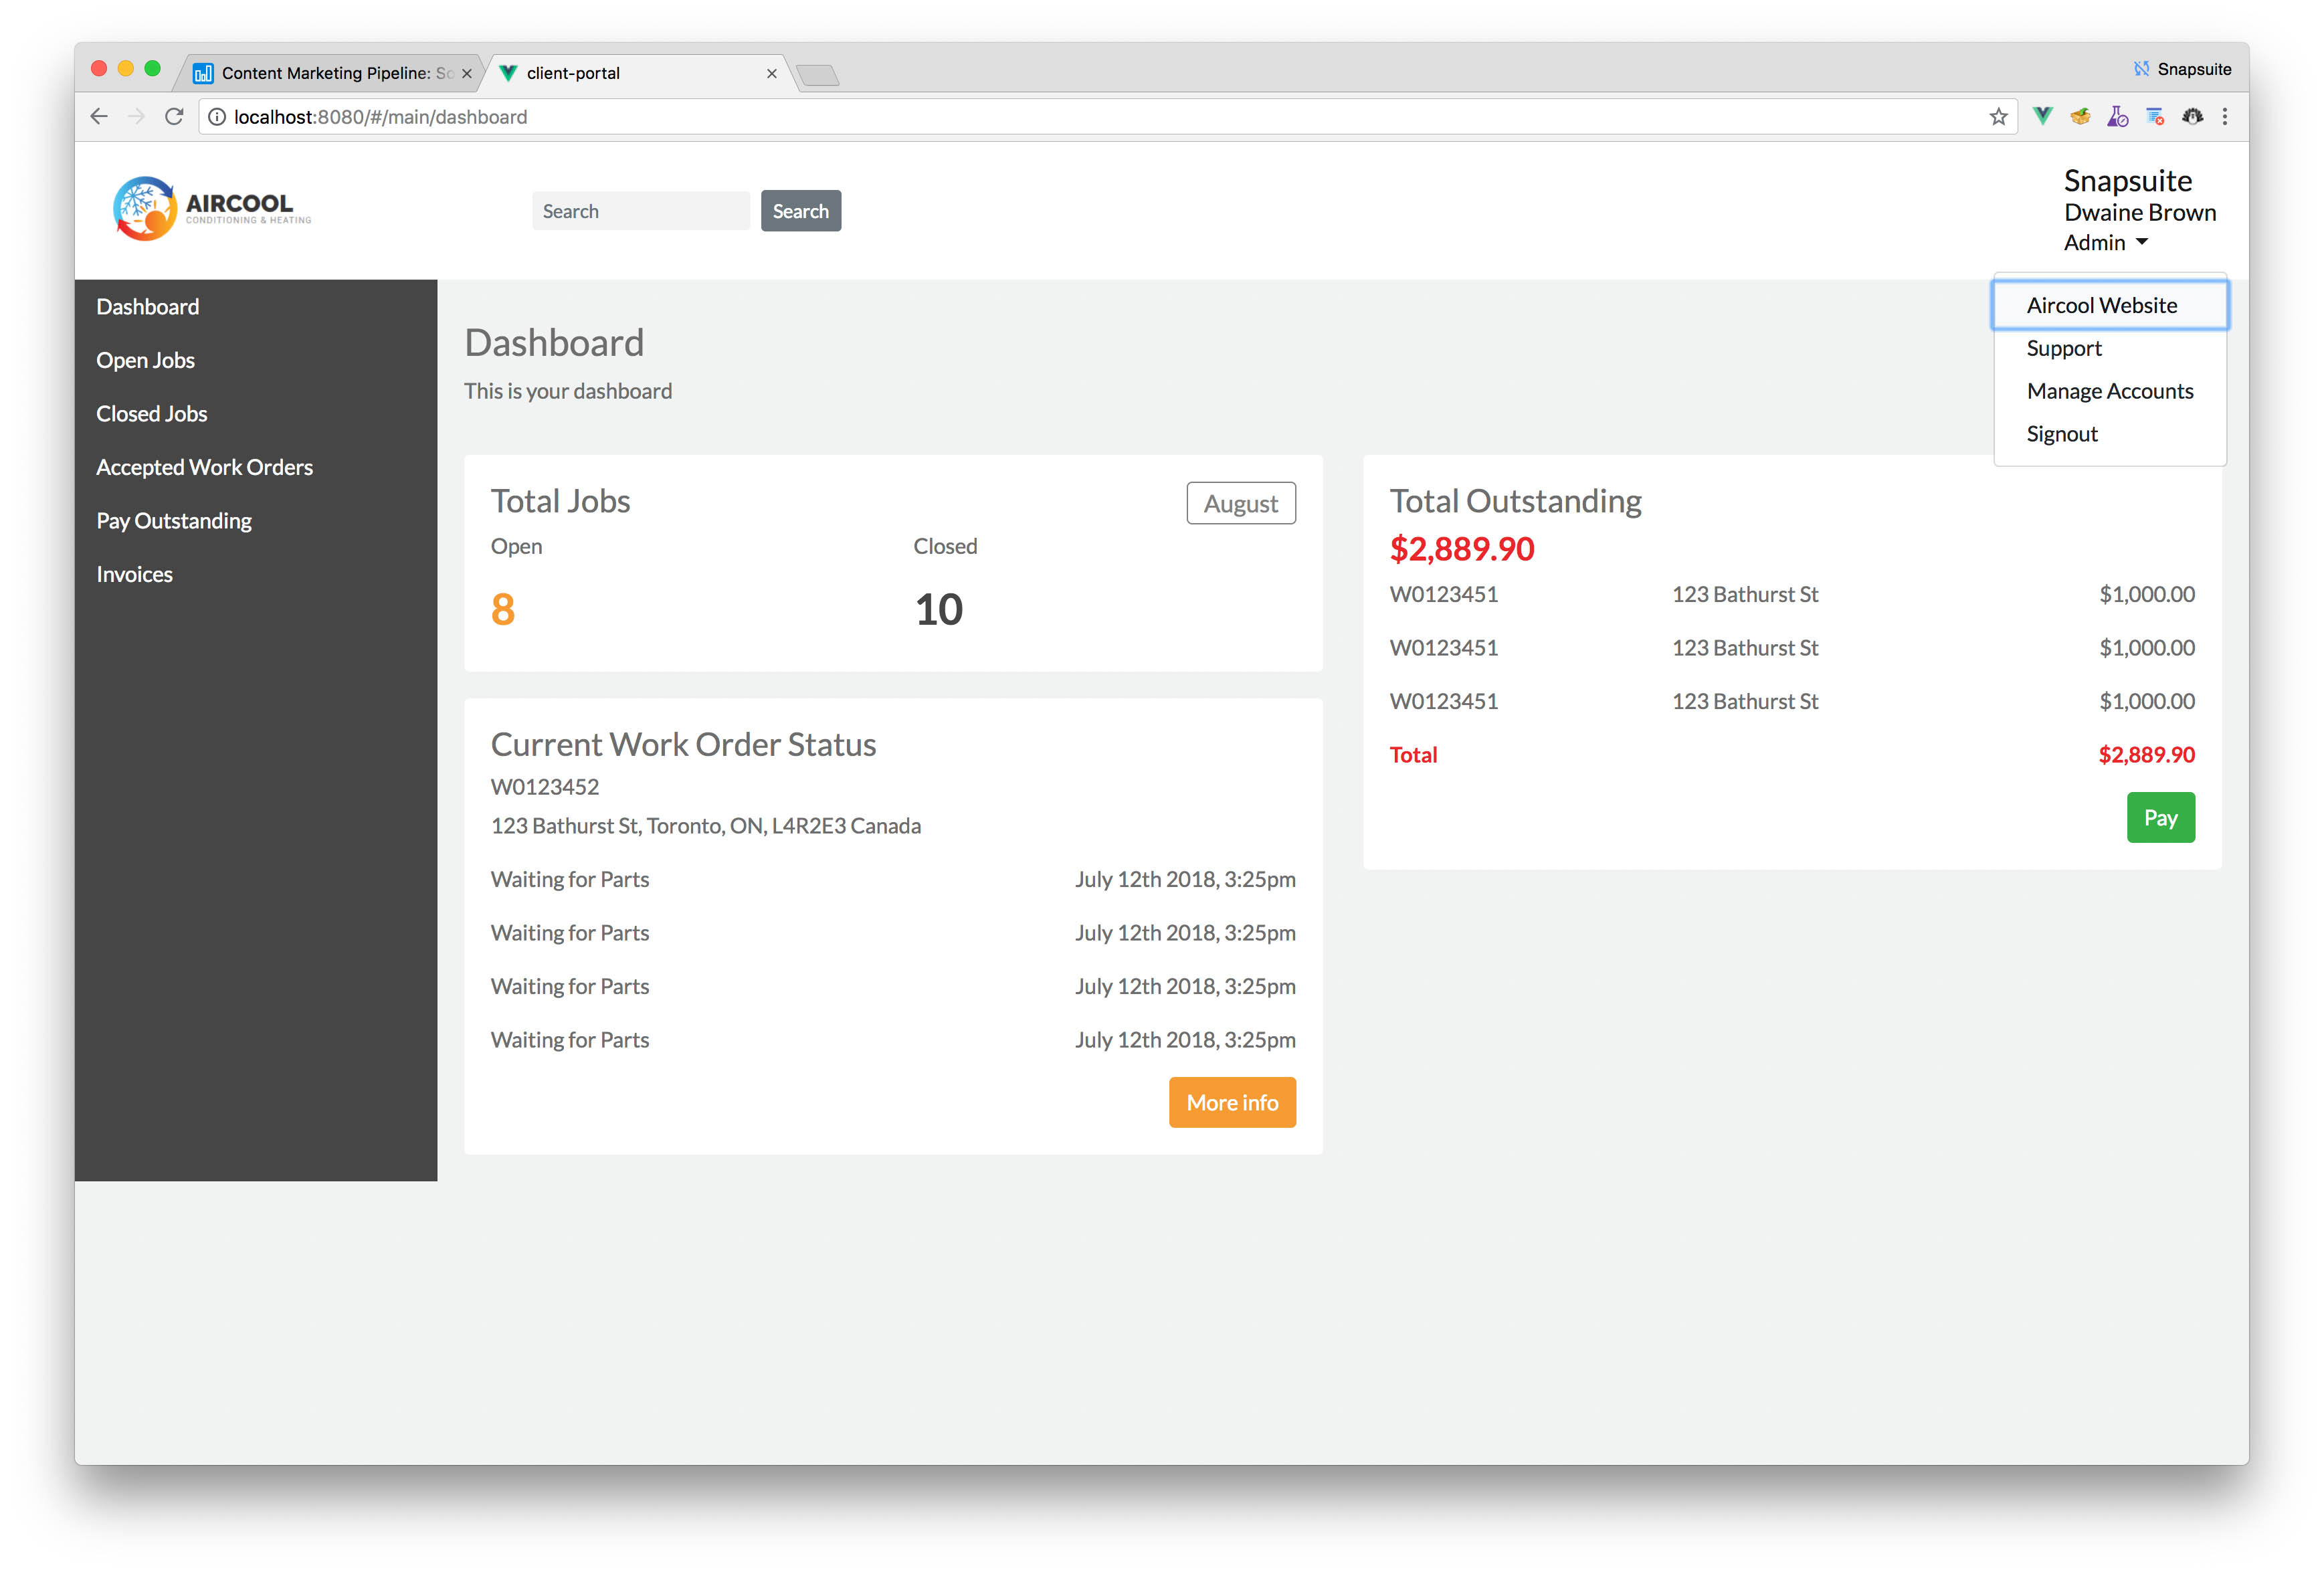 Content Marketing Pipeline: So
client-portal
Snapsuite
localhost:8080/#/main/dashboard
AIRCOOL
CONDITIONING & HEATING
Search
Search
Snapsuite
Dwaine Brown
Admin
Aircool Website
Support
Manage Accounts
Signout
Dashboard
Open Jobs
Closed Jobs
Accepted Work Orders
Pay Outstanding
Invoices
Dashboard
This is your dashboard
Total Jobs
August
Open
Closed
8
10
Current Work Order Status
W0123452
123 Bathurst St, Toronto, ON, L4R2E3 Canada
Waiting for Parts July 12th 2018, 3:25pm
Waiting for Parts July 12th 2018, 3:25pm
Waiting for Parts July 12th 2018, 3:25pm
Waiting for Parts July 12th 2018, 3:25pm
More info
Total Outstanding
$2,889.90
W0123451 123 Bathurst St $1,000.00
W0123451 123 Bathurst St $1,000.00
W0123451 123 Bathurst St $1,000.00
Total $2,889.90
Pay